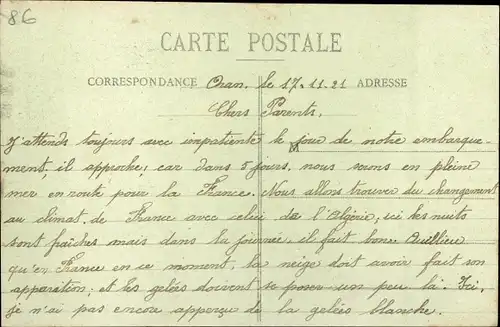 86
CARTE POSTALE
CORRESPONDANCE Oran. le 17.11.21 ADRESSE
Chers Parents.
J'attends toujours avec impatiente le jour de notre embarque-
ment. il approche; car dans 5 jours, nous serons en pleine
mer en route pour la France. Nous allons trouver du changement
au climat. de France avec celui de l'Algérie; ici les nuits
sont fraîches mais dans la journée, il fait bon.
qu'en France en ce moment, la neige doit avoir fait son
apparition; et les gelées doivent se poser un peu là. Ici,
je n'ai pas encore apperçu de la gelées blanche.